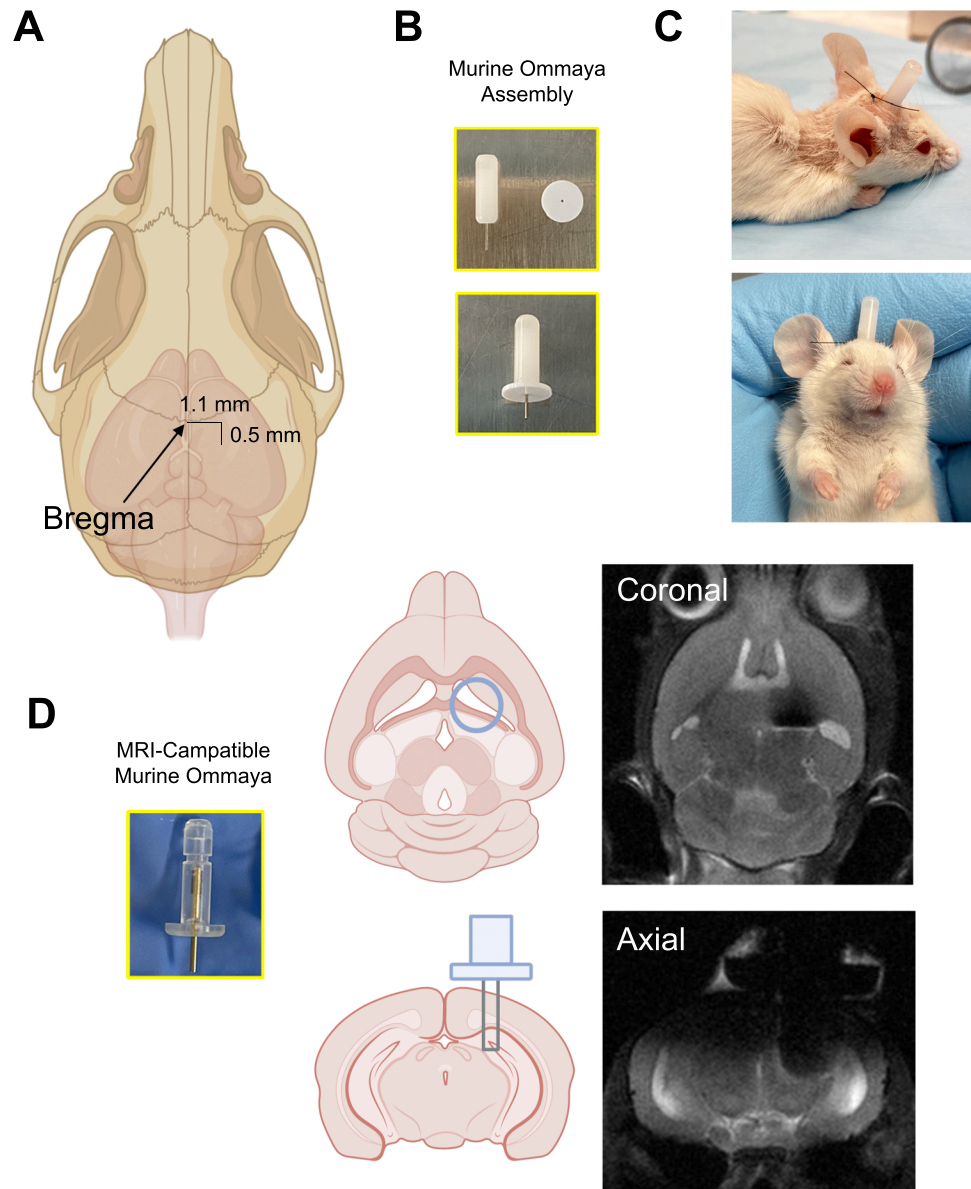 A
B
C
Murine Ommaya
Assembly
1.1 mm
0.5 mm
Bregma
Coronal
D
MRI-Campatible
Murine Ommaya
Axial